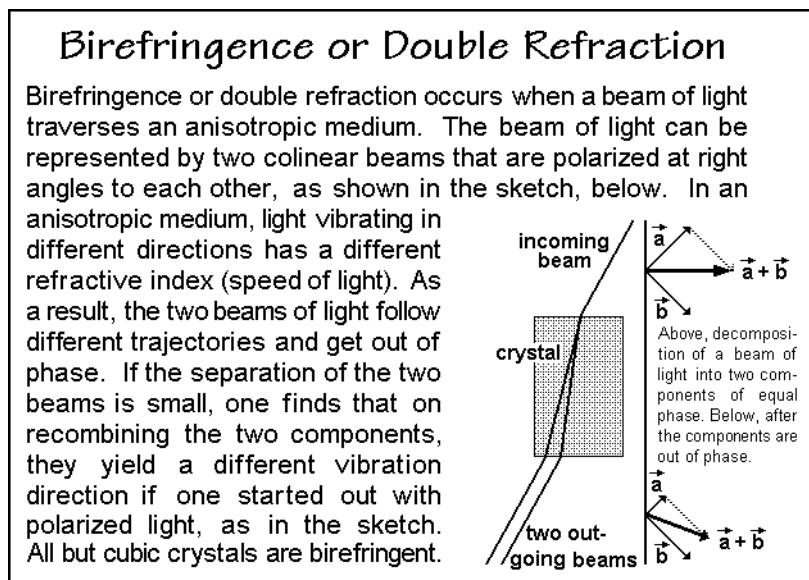 Birefringence or Double Refraction
Birefringence or double refraction occurs when a beam of light
traverses an anisotropic medium. The beam of light can be
represented by two colinear beams that are polarized at right
angles to each other, as shown in the sketch, below. In an
anisotropic medium, light vibrating in
different directions has a different
refractive index (speed of light). As
a result, the two beams of light follow
different trajectories and get out of
phase. If the separation of the two
beams is small, one finds that on
recombining the two components,
they yield a different vibration
direction if one started out with
polarized light, as in the sketch.
All but cubic crystals are birefringent.
incoming
beam
crystal
two out-
going beams
a⃗
a⃗ + b⃗
b⃗
Above, decomposi-
tion of a beam of
light into two com-
ponents of equal
phase. Below, after
the components are
out of phase.
a⃗
a⃗ + b⃗
b⃗